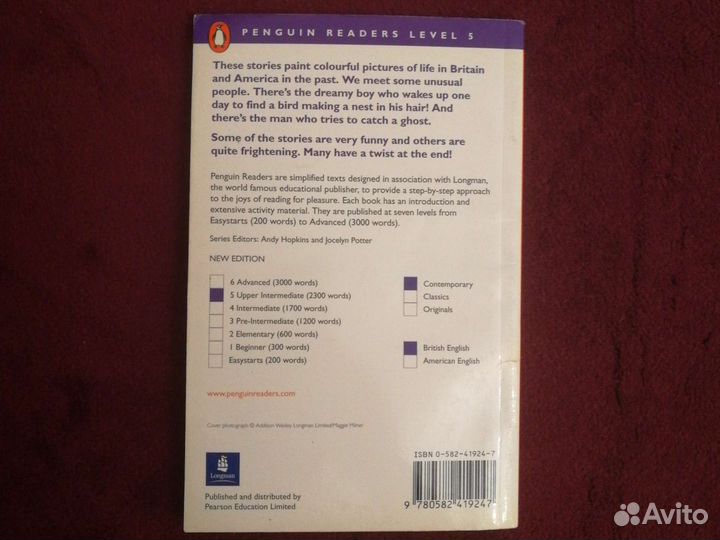 PENGUIN READERS LEVEL 5
These stories paint colourful pictures of life in Britain
and America in the past. We meet some unusual
people. There's the dreamy boy who wakes up one
day to find a bird making a nest in his hair! And
there's the man who tries to catch a ghost.
Some of the stories are very funny and others are
quite frightening. Many have a twist at the end!
Penguin Readers are simplified texts designed in association with Longman,
the world famous educational publisher, to provide a step-by-step approach
to the joys of reading for pleasure. Each book has an introduction and
extensive activity material. They are published at seven levels from
Easystarts (200 words) to Advanced (3000 words).
Series Editors: Andy Hopkins and Jocelyn Potter
NEW EDITION
6 Advanced (3000 words)
5 Upper Intermediate (2300 words)
4 Intermediate (1700 words)
3 Pre-Intermediate (1200 words)
2 Elementary (600 words)
1 Beginner (300 words)
Easystarts (200 words)
Contemporary
Classics
Originals
British English
American English
www.penguinreaders.com
Cover photograph © Addison Wesley Longman Limited/Maggie Milner
Longman
Published and distributed by
Pearson Education Limited
ISBN 0-582-41924-7
9 780582 419247
Avito